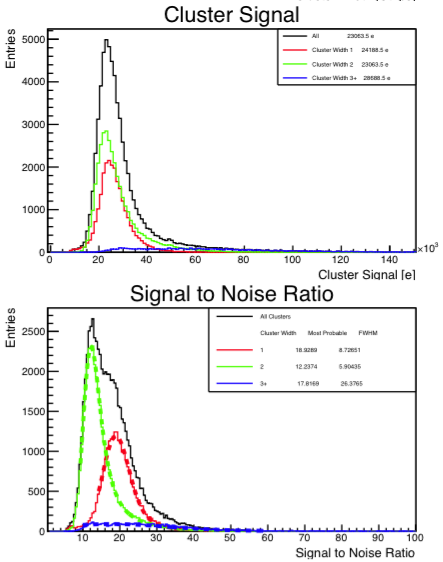 Cluster Signal
Entries
5000
4000
3000
2000
1000
0
All 23063.5 e
Cluster Width 1 24188.5 e
Cluster Width 2 23063.5 e
Cluster Width 3+ 28688.5 e
0 20 40 60 80 100 120 140 ×10³
Cluster Signal [e]
Signal to Noise Ratio
Entries
2500
2000
1500
1000
500
0
All Clusters
Cluster Width Most Probable FWHM
1 18.9289 8.72651
2 12.2374 5.90435
3+ 17.8169 26.3765
10 20 30 40 50 60 70 80 90 100
Signal to Noise Ratio